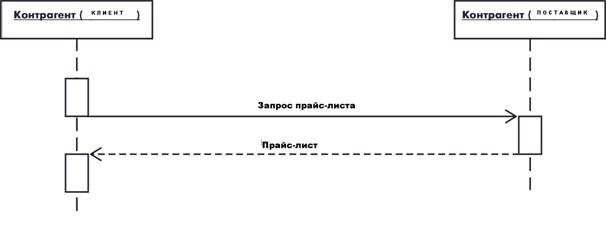 Контрагент ( КЛИЕНТ )
Контрагент ( ПОСТАВЩИК )
Запрос прайс-листа
Прайс-лист